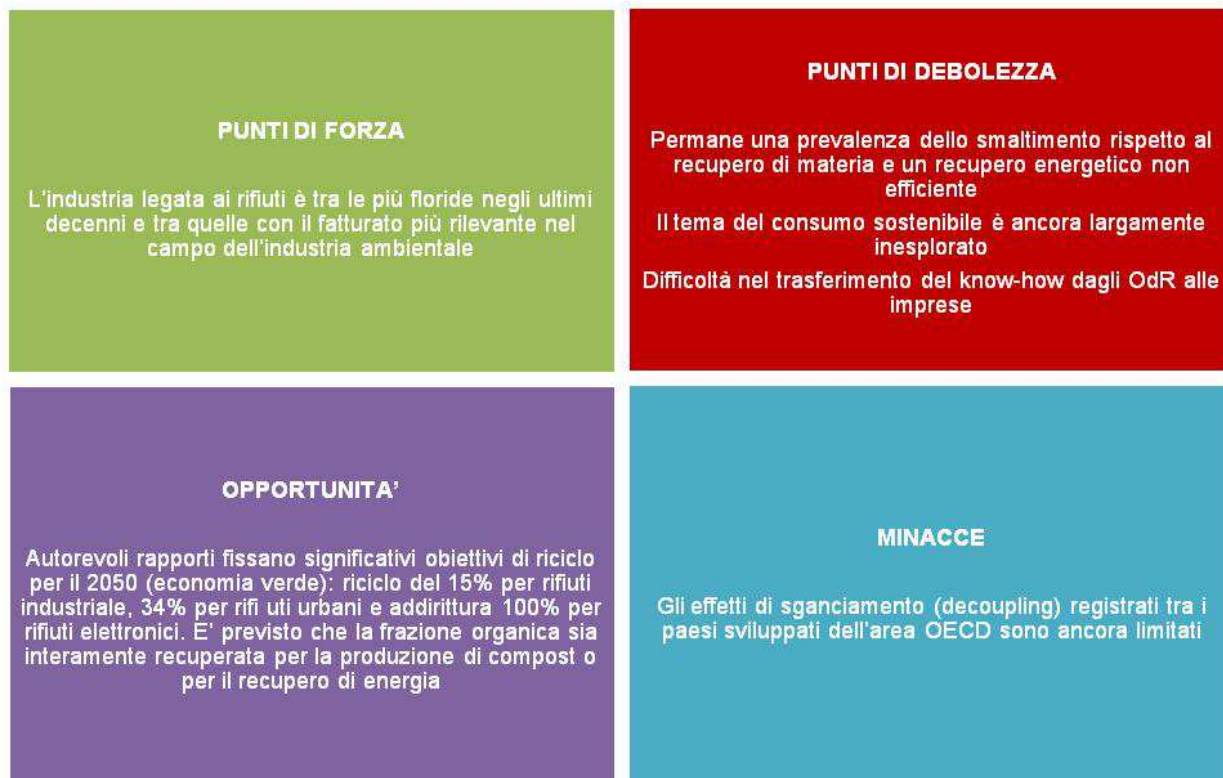 PUNTI DI FORZA
L'industria legata ai rifiuti è tra le più floride negli ultimi
decenni e tra quelle con il fatturato più rilevante nel
campo dell'industria ambientale
PUNTI DI DEBOLEZZA
Permane una prevalenza dello smaltimento rispetto al
recupero di materia e un recupero energetico non
efficiente
Il tema del consumo sostenibile è ancora largamente
inesplorato
Difficoltà nel trasferimento del know-how dagli OdR alle
imprese
OPPORTUNITA'
Autorevoli rapporti fissano significativi obiettivi di riciclo
per il 2050 (economia verde): riciclo del 15% per rifiuti
industriale, 34% per rifi uti urbani e addirittura 100% per
rifiuti elettronici. E' previsto che la frazione organica sia
interamente recuperata per la produzione di compost o
per il recupero di energia
MINACCE
Gli effetti di sganciamento (decoupling) registrati tra i
paesi sviluppati dell'area OECD sono ancora limitati